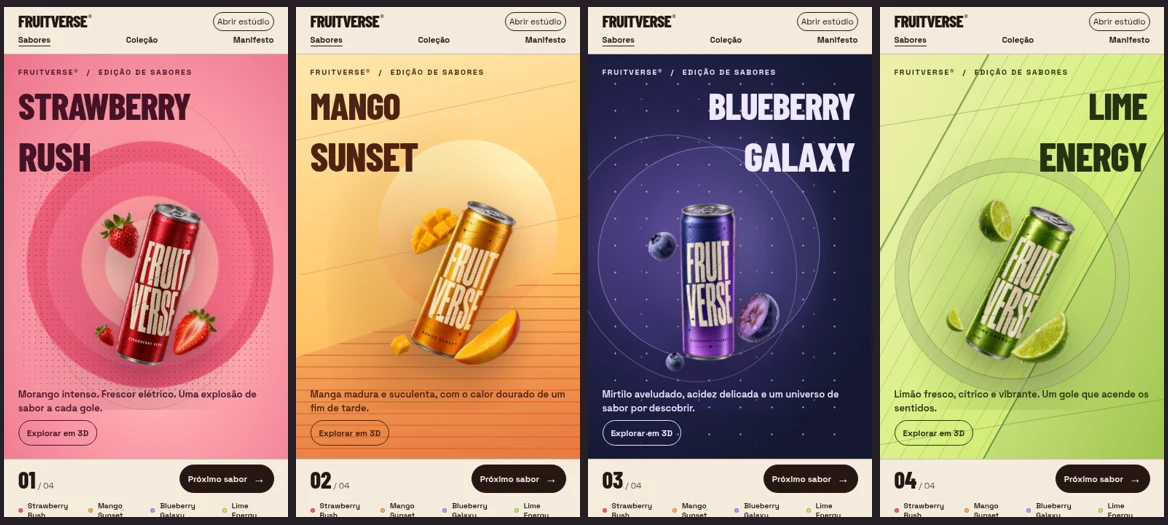 FRUITVERSE®
Abrir estúdio
Sabores
Coleção
Manifesto
FRUITVERSE® / EDIÇÃO DE SABORES
STRAWBERRY
RUSH
FRUIT
VERSE
Morango intenso. Frescor elétrico. Uma explosão de
sabor a cada gole.
Explorar em 3D
01 / 04
Próximo sabor →
Strawberry
Rush
Mango
Sunset
Blueberry
Galaxy
Lime
Energy
FRUITVERSE®
Abrir estúdio
Sabores
Coleção
Manifesto
FRUITVERSE® / EDIÇÃO DE SABORES
MANGO
SUNSET
FRUIT
VERSE
Manga madura e suculenta, com o calor dourado de um
fim de tarde.
Explorar em 3D
02 / 04
Próximo sabor →
Strawberry
Rush
Mango
Sunset
Blueberry
Galaxy
Lime
Energy
FRUITVERSE®
Abrir estúdio
Sabores
Coleção
Manifesto
FRUITVERSE® / EDIÇÃO DE SABORES
BLUEBERRY
GALAXY
FRUIT
VERSE
Mirtilo aveludado, acidez delicada e um universo de
sabor por descobrir.
Explorar em 3D
03 / 04
Próximo sabor →
Strawberry
Rush
Mango
Sunset
Blueberry
Galaxy
Lime
Energy
FRUITVERSE®
Abrir estúdio
Sabores
Coleção
Manifesto
FRUITVERSE® / EDIÇÃO DE SABORES
LIME
ENERGY
FRUIT
VERSE
Limão fresco, cítrico e vibrante. Um gole que acende os
sentidos.
Explorar em 3D
04 / 04
Próximo sabor →
Strawberry
Rush
Mango
Sunset
Blueberry
Galaxy
Lime
Energy